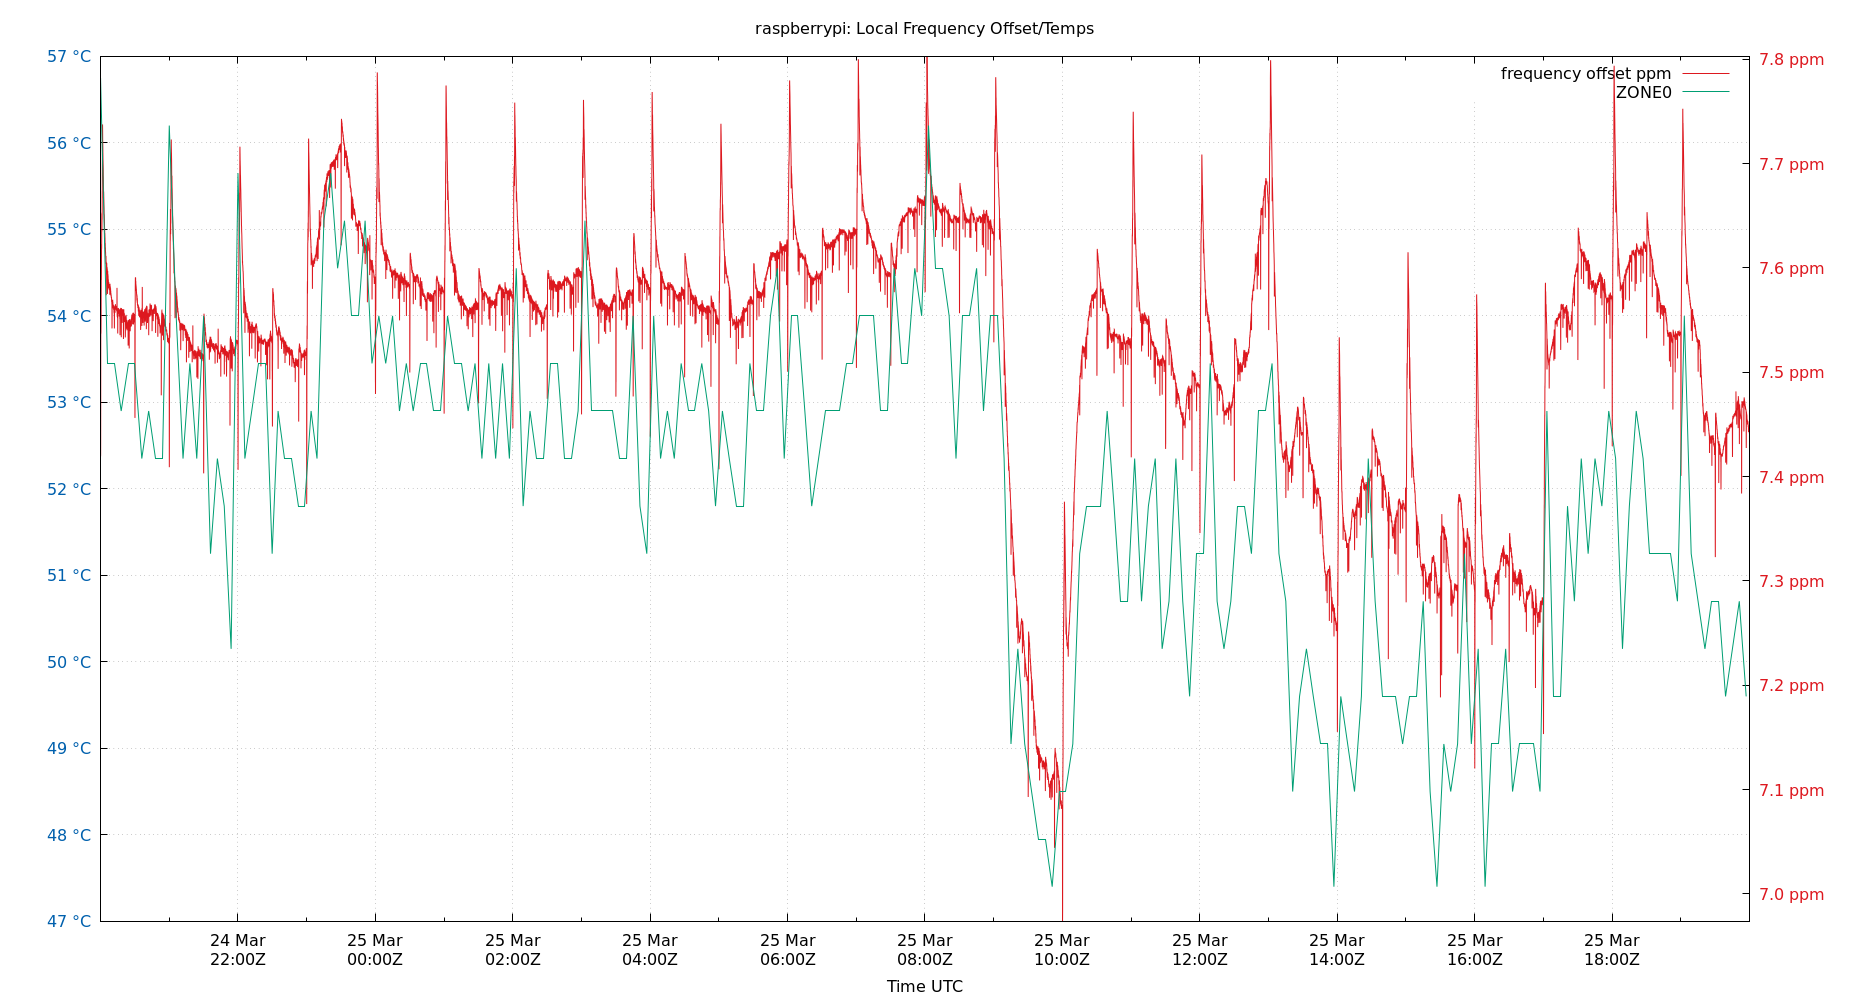 raspberrypi: Local Frequency Offset/Temps
57 °C
56 °C
55 °C
54 °C
53 °C
52 °C
51 °C
50 °C
49 °C
48 °C
47 °C
frequency offset ppm
ZONE0
7.8 ppm
7.7 ppm
7.6 ppm
7.5 ppm
7.4 ppm
7.3 ppm
7.2 ppm
7.1 ppm
7.0 ppm
24 Mar
22:00Z
25 Mar
00:00Z
25 Mar
02:00Z
25 Mar
04:00Z
25 Mar
06:00Z
25 Mar
08:00Z
25 Mar
10:00Z
25 Mar
12:00Z
25 Mar
14:00Z
25 Mar
16:00Z
25 Mar
18:00Z
Time UTC